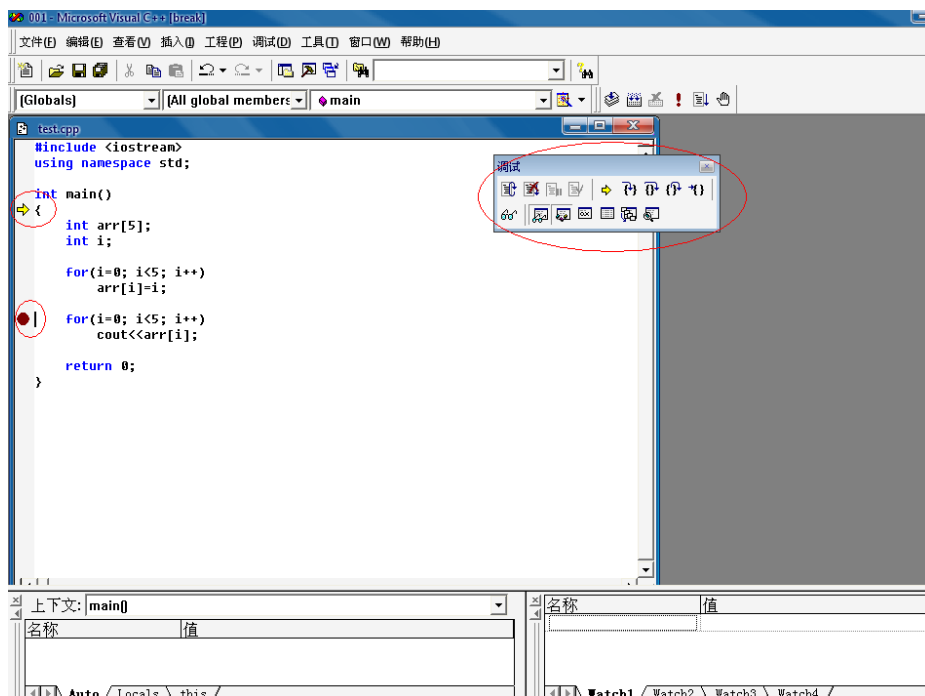 001 - Microsoft Visual C++ [break]
文件(F) 编辑(E) 查看(V) 插入(I) 工程(P) 调试(D) 工具(T) 窗口(W) 帮助(H)
(Globals) (All global members main
test.cpp
#include <iostream>
using namespace std;
int main()
{
int arr[5];
int i;
for(i=0; i<5; i++)
arr[i]=i;
for(i=0; i<5; i++)
cout<<arr[i];
return 0;
}
调试
上下文: main()
名称 值
Auto Locals this
名称 值
Watch1 Watch2 Watch3 Watch4